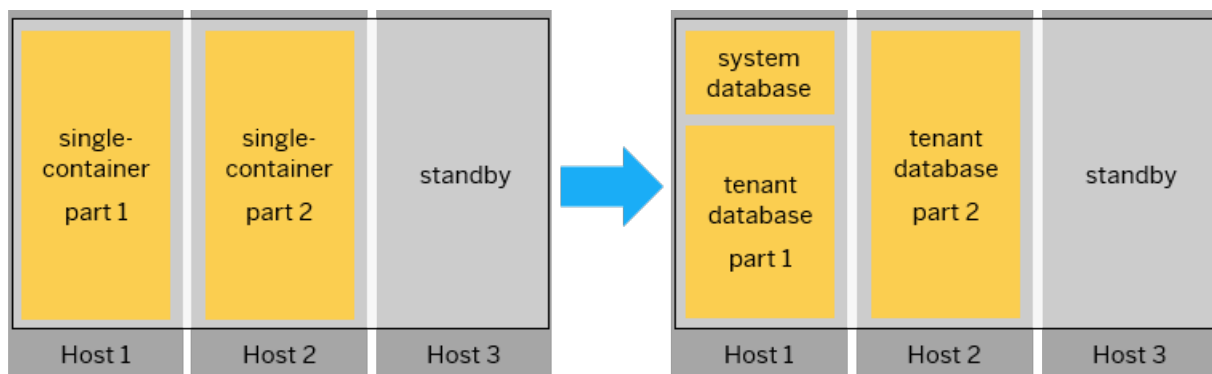 single-
container
part 1
single-
container
part 2
standby
Host 1
Host 2
Host 3
system
database
tenant
database
part 1
tenant
database
part 2
standby
Host 1
Host 2
Host 3